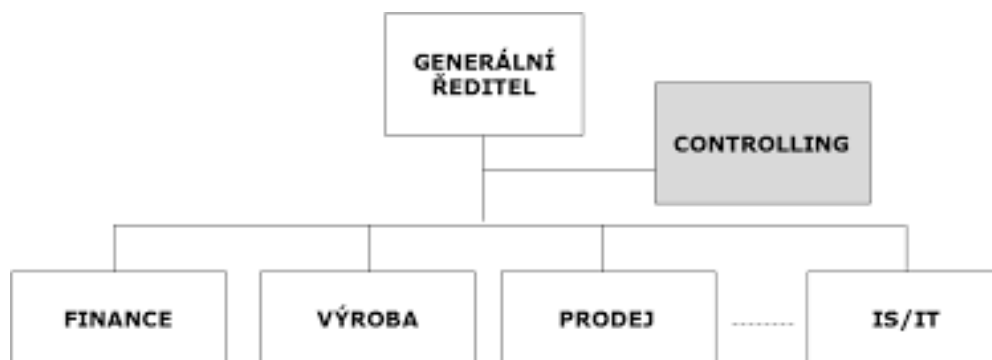 GENERÁLNÍ
ŘEDITEL
CONTROLLING
FINANCE
VÝROBA
PRODEJ
IS/IT